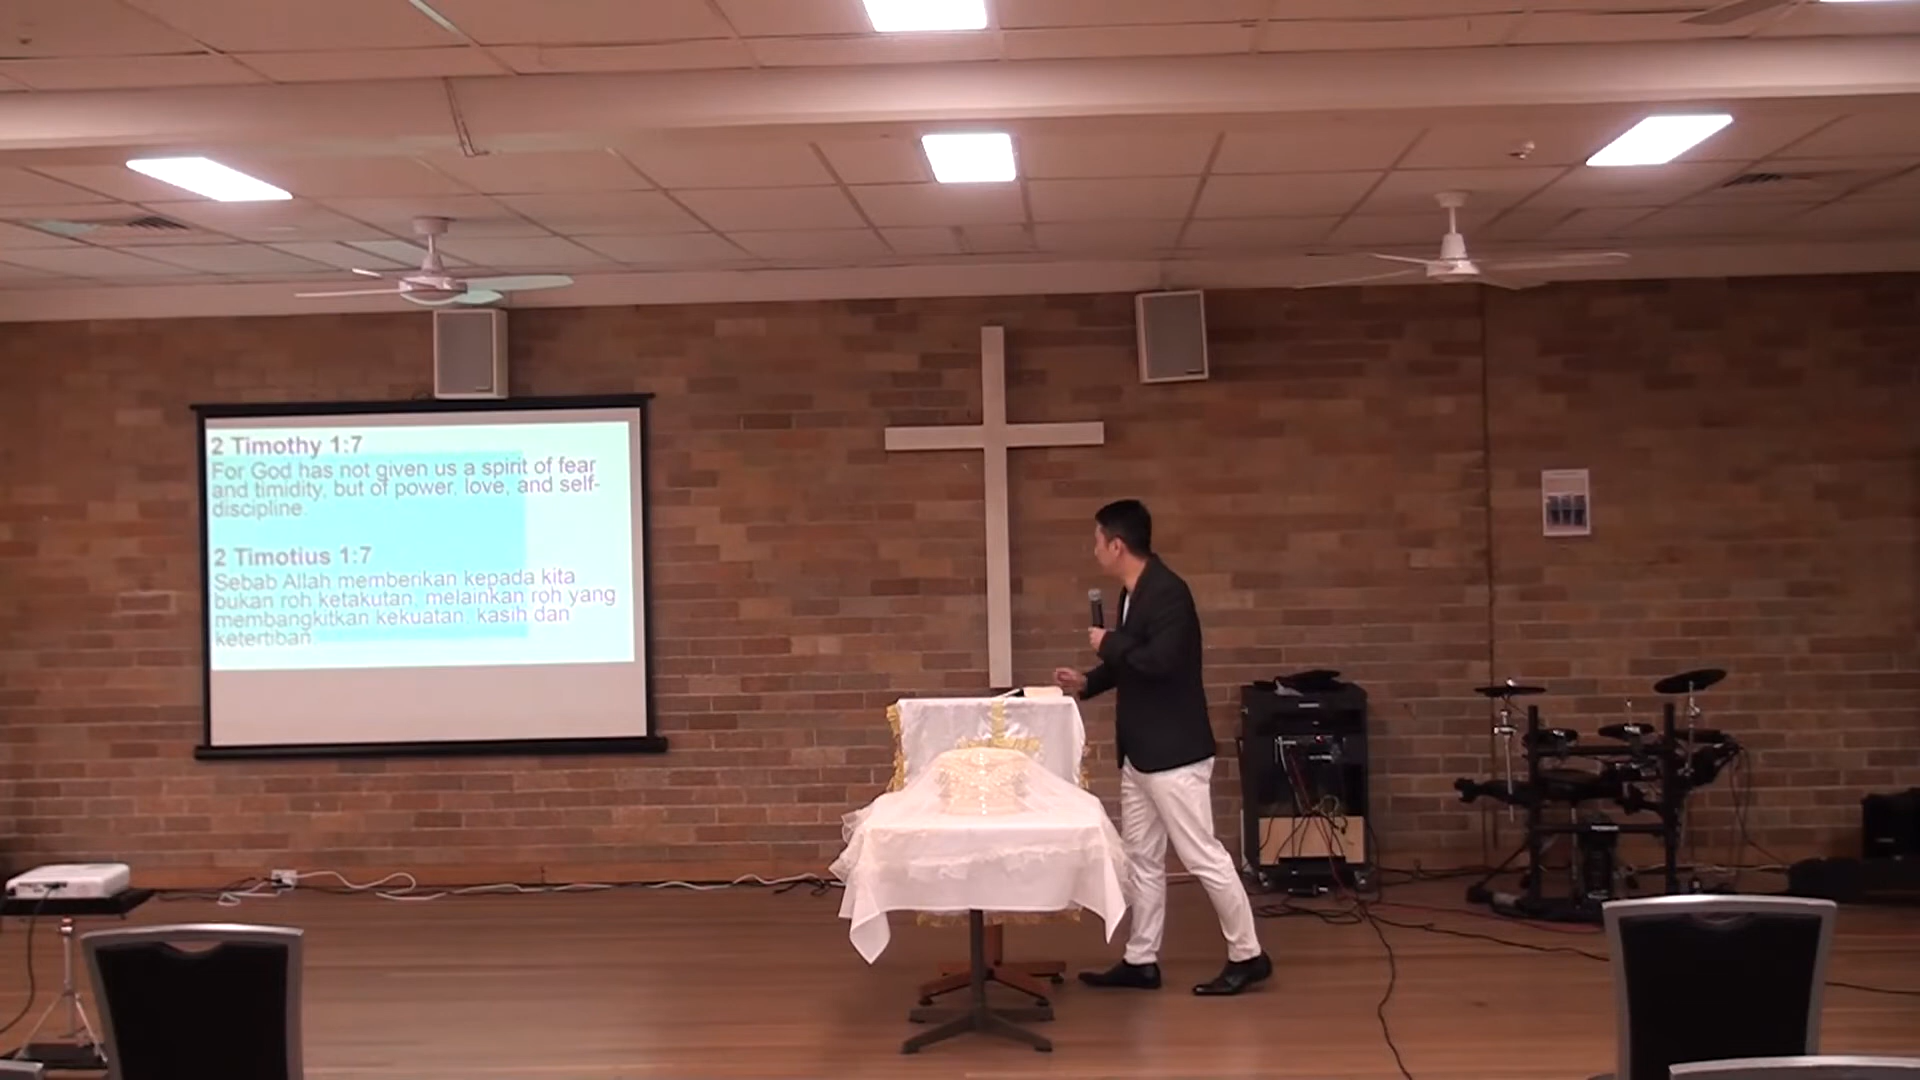 2 Timothy 1:7
For God has not given us a spirit of fear
and timidity, but of power, love, and self-
discipline.
2 Timotius 1:7
Sebab Allah memberikan kepada kita
bukan roh ketakutan, melainkan roh yang
membangkitkan kekuatan, kasih dan
ketertiban.